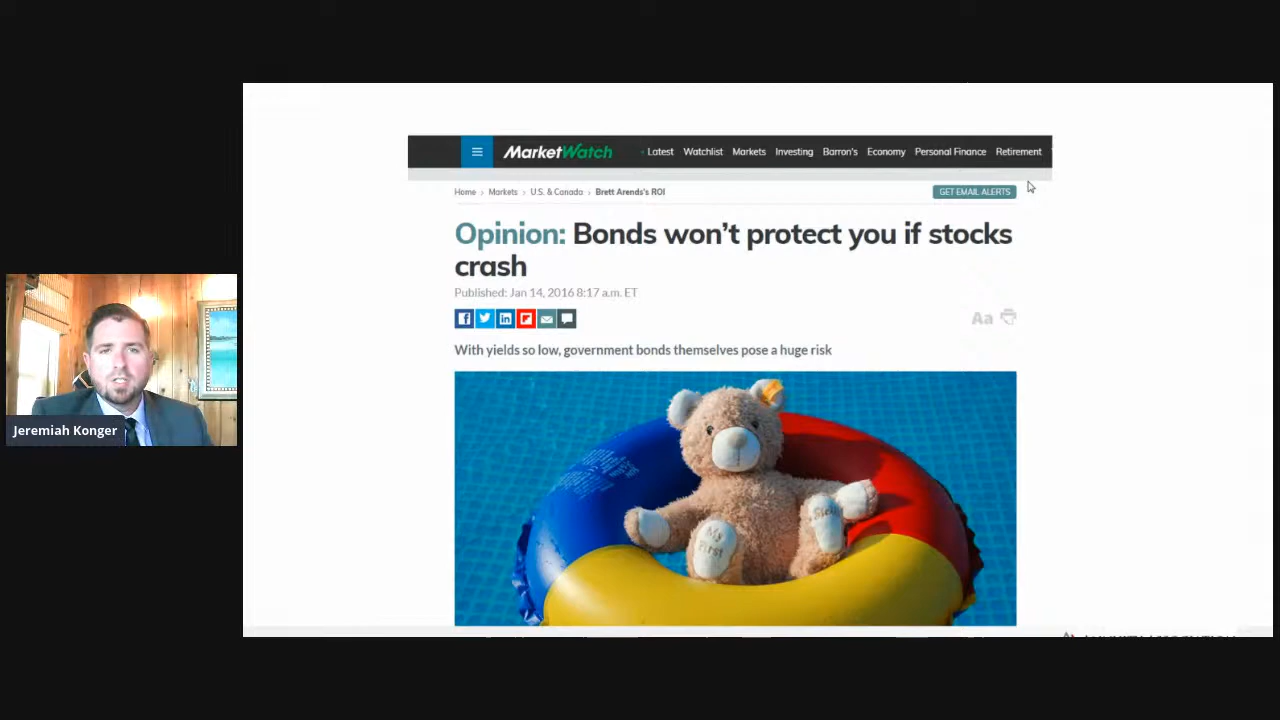 MarketWatch
Latest Watchlist Markets Investing Barron's Economy Personal Finance Retirement
Home > Markets > U.S. & Canada > Brett Arends's ROI
GET EMAIL ALERTS
Opinion: Bonds won't protect you if stocks
crash
Published: Jan 14, 2016 8:17 a.m. ET
Aa
With yields so low, government bonds themselves pose a huge risk
My
First
Jeremiah Konger